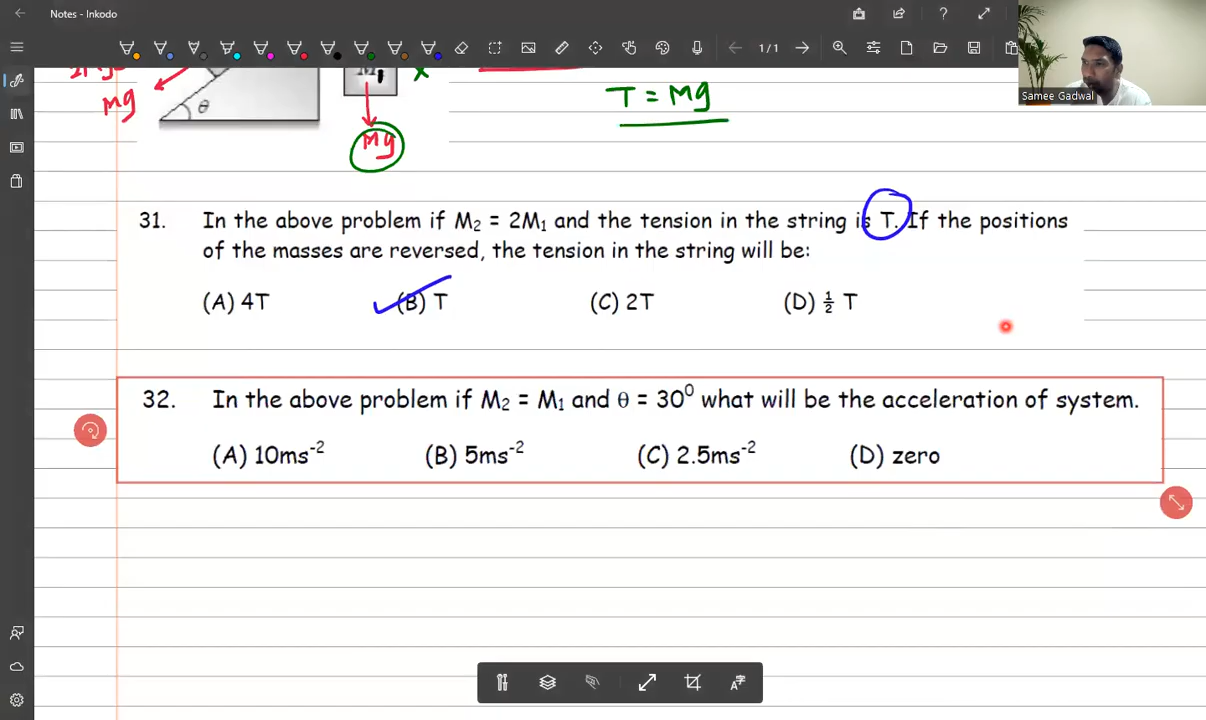 Notes - Inkodo
1/1
Samee Gadwal
Mg
θ
T = Mg
Mg
31. In the above problem if M₂ = 2M₁ and the tension in the string is T. If the positions
of the masses are reversed, the tension in the string will be:
(A) 4T (B) T (C) 2T (D) ½ T
32. In the above problem if M₂ = M₁ and θ = 30⁰ what will be the acceleration of system.
(A) 10ms⁻² (B) 5ms⁻² (C) 2.5ms⁻² (D) zero